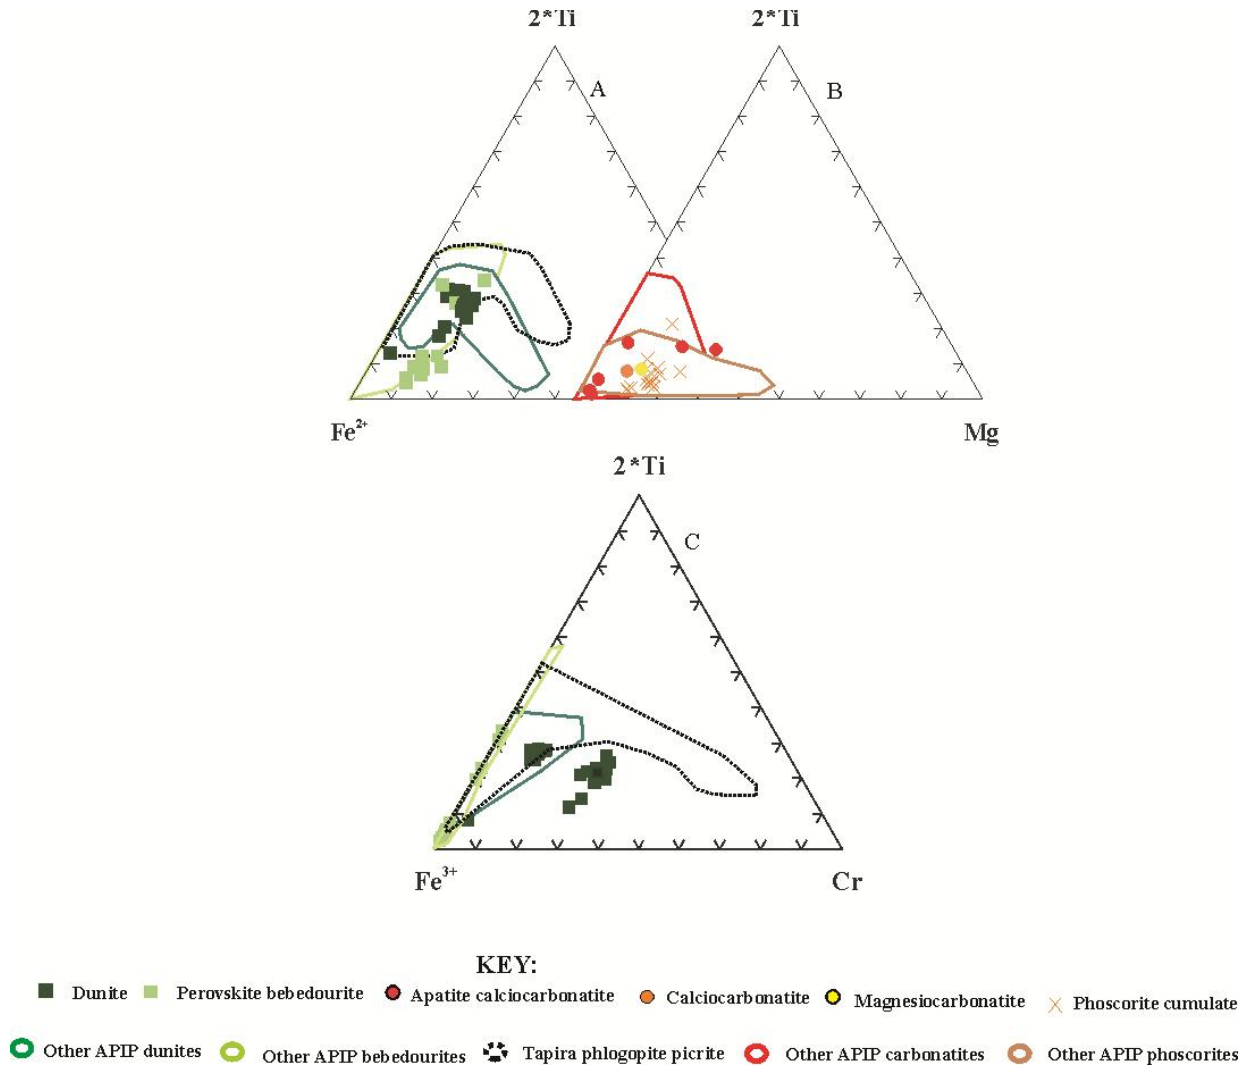 2*Ti 2*Ti
A B
Fe²⁺ Mg
2*Ti
C
Fe³⁺ Cr
KEY:
Dunite Perovskite bebedourite Apatite calciocarbonatite Calciocarbonatite Magnesiocarbonatite Phoscorite cumulate
Other APIP dunites Other APIP bebedourites Tapira phlogopite picrite Other APIP carbonatites Other APIP phoscorites